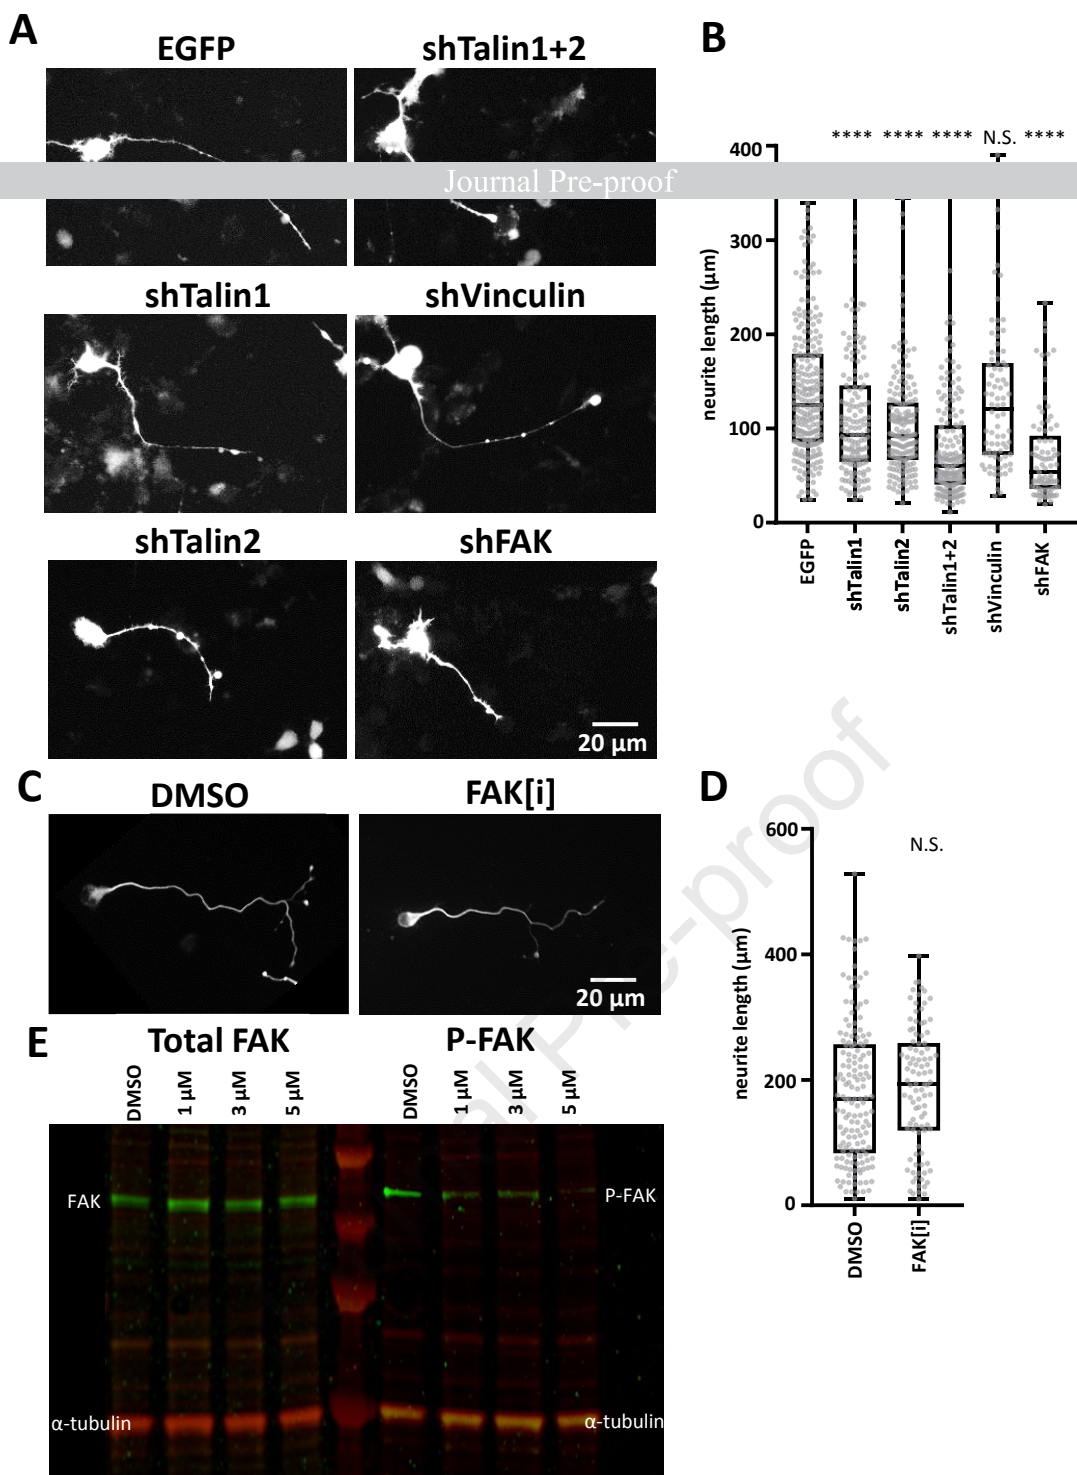 A
EGFP
shTalin1+2
Journal Pre-proof
shTalin1
shVinculin
shTalin2
shFAK
20 µm
B
**** **** **** N.S. ****
neurite length (µm)
400
300
200
100
0
EGFP
shTalin1
shTalin2
shTalin1+2
shVinculin
shFAK
C
DMSO
FAK[i]
20 µm
D
N.S.
neurite length (µm)
600
400
200
0
DMSO
FAK[i]
E
Total FAK
P-FAK
DMSO
1 µM
3 µM
5 µM
DMSO
1 µM
3 µM
5 µM
FAK
P-FAK
α-tubulin
α-tubulin